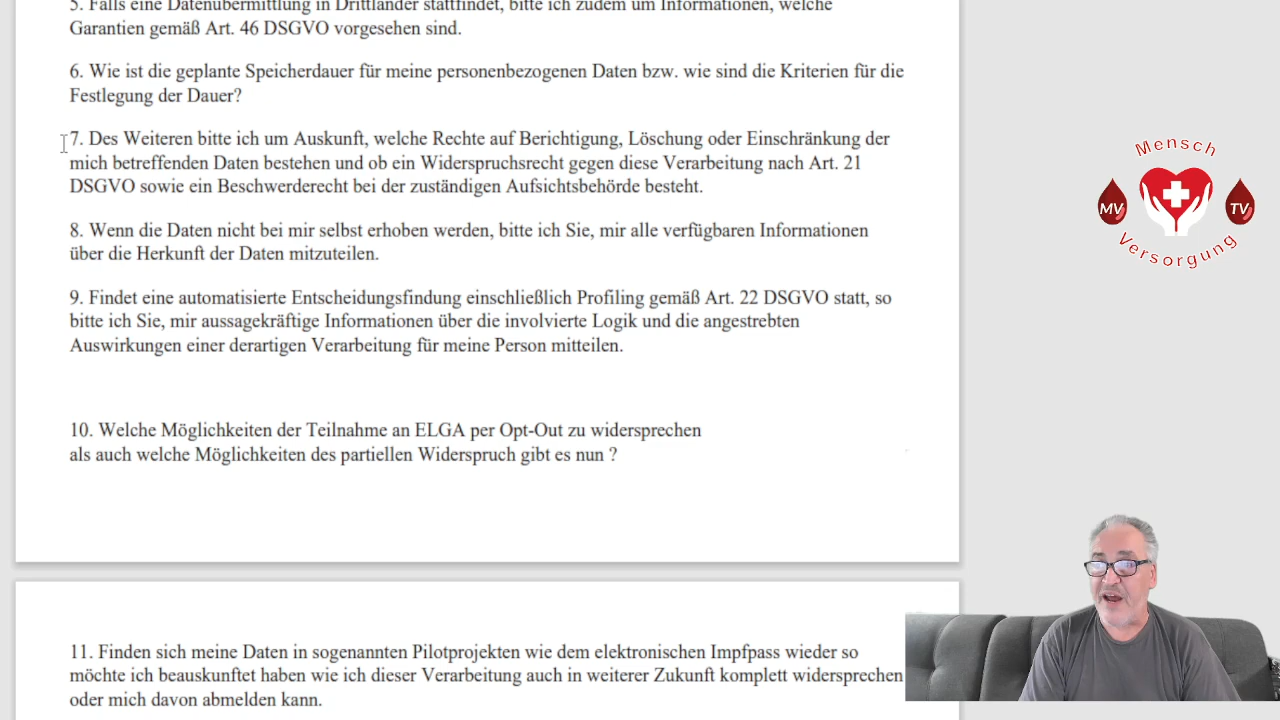 5. Falls eine Datenübermittlung in Drittländer stattfindet, bitte ich zudem um Informationen, welche
Garantien gemäß Art. 46 DSGVO vorgesehen sind.
6. Wie ist die geplante Speicherdauer für meine personenbezogenen Daten bzw. wie sind die Kriterien für die
Festlegung der Dauer?
7. Des Weiteren bitte ich um Auskunft, welche Rechte auf Berichtigung, Löschung oder Einschränkung der
mich betreffenden Daten bestehen und ob ein Widerspruchsrecht gegen diese Verarbeitung nach Art. 21
DSGVO sowie ein Beschwerderecht bei der zuständigen Aufsichtsbehörde besteht.
8. Wenn die Daten nicht bei mir selbst erhoben werden, bitte ich Sie, mir alle verfügbaren Informationen
über die Herkunft der Daten mitzuteilen.
9. Findet eine automatisierte Entscheidungsfindung einschließlich Profiling gemäß Art. 22 DSGVO statt, so
bitte ich Sie, mir aussagekräftige Informationen über die involvierte Logik und die angestrebten
Auswirkungen einer derartigen Verarbeitung für meine Person mitteilen.
10. Welche Möglichkeiten der Teilnahme an ELGA per Opt-Out zu widersprechen
als auch welche Möglichkeiten des partiellen Widerspruch gibt es nun ?
11. Finden sich meine Daten in sogenannten Pilotprojekten wie dem elektronischen Impfpass wieder so
möchte ich beauskunftet haben wie ich dieser Verarbeitung auch in weiterer Zukunft komplett widersprechen
oder mich davon abmelden kann.
Mensch
MV
TV
Versorgung